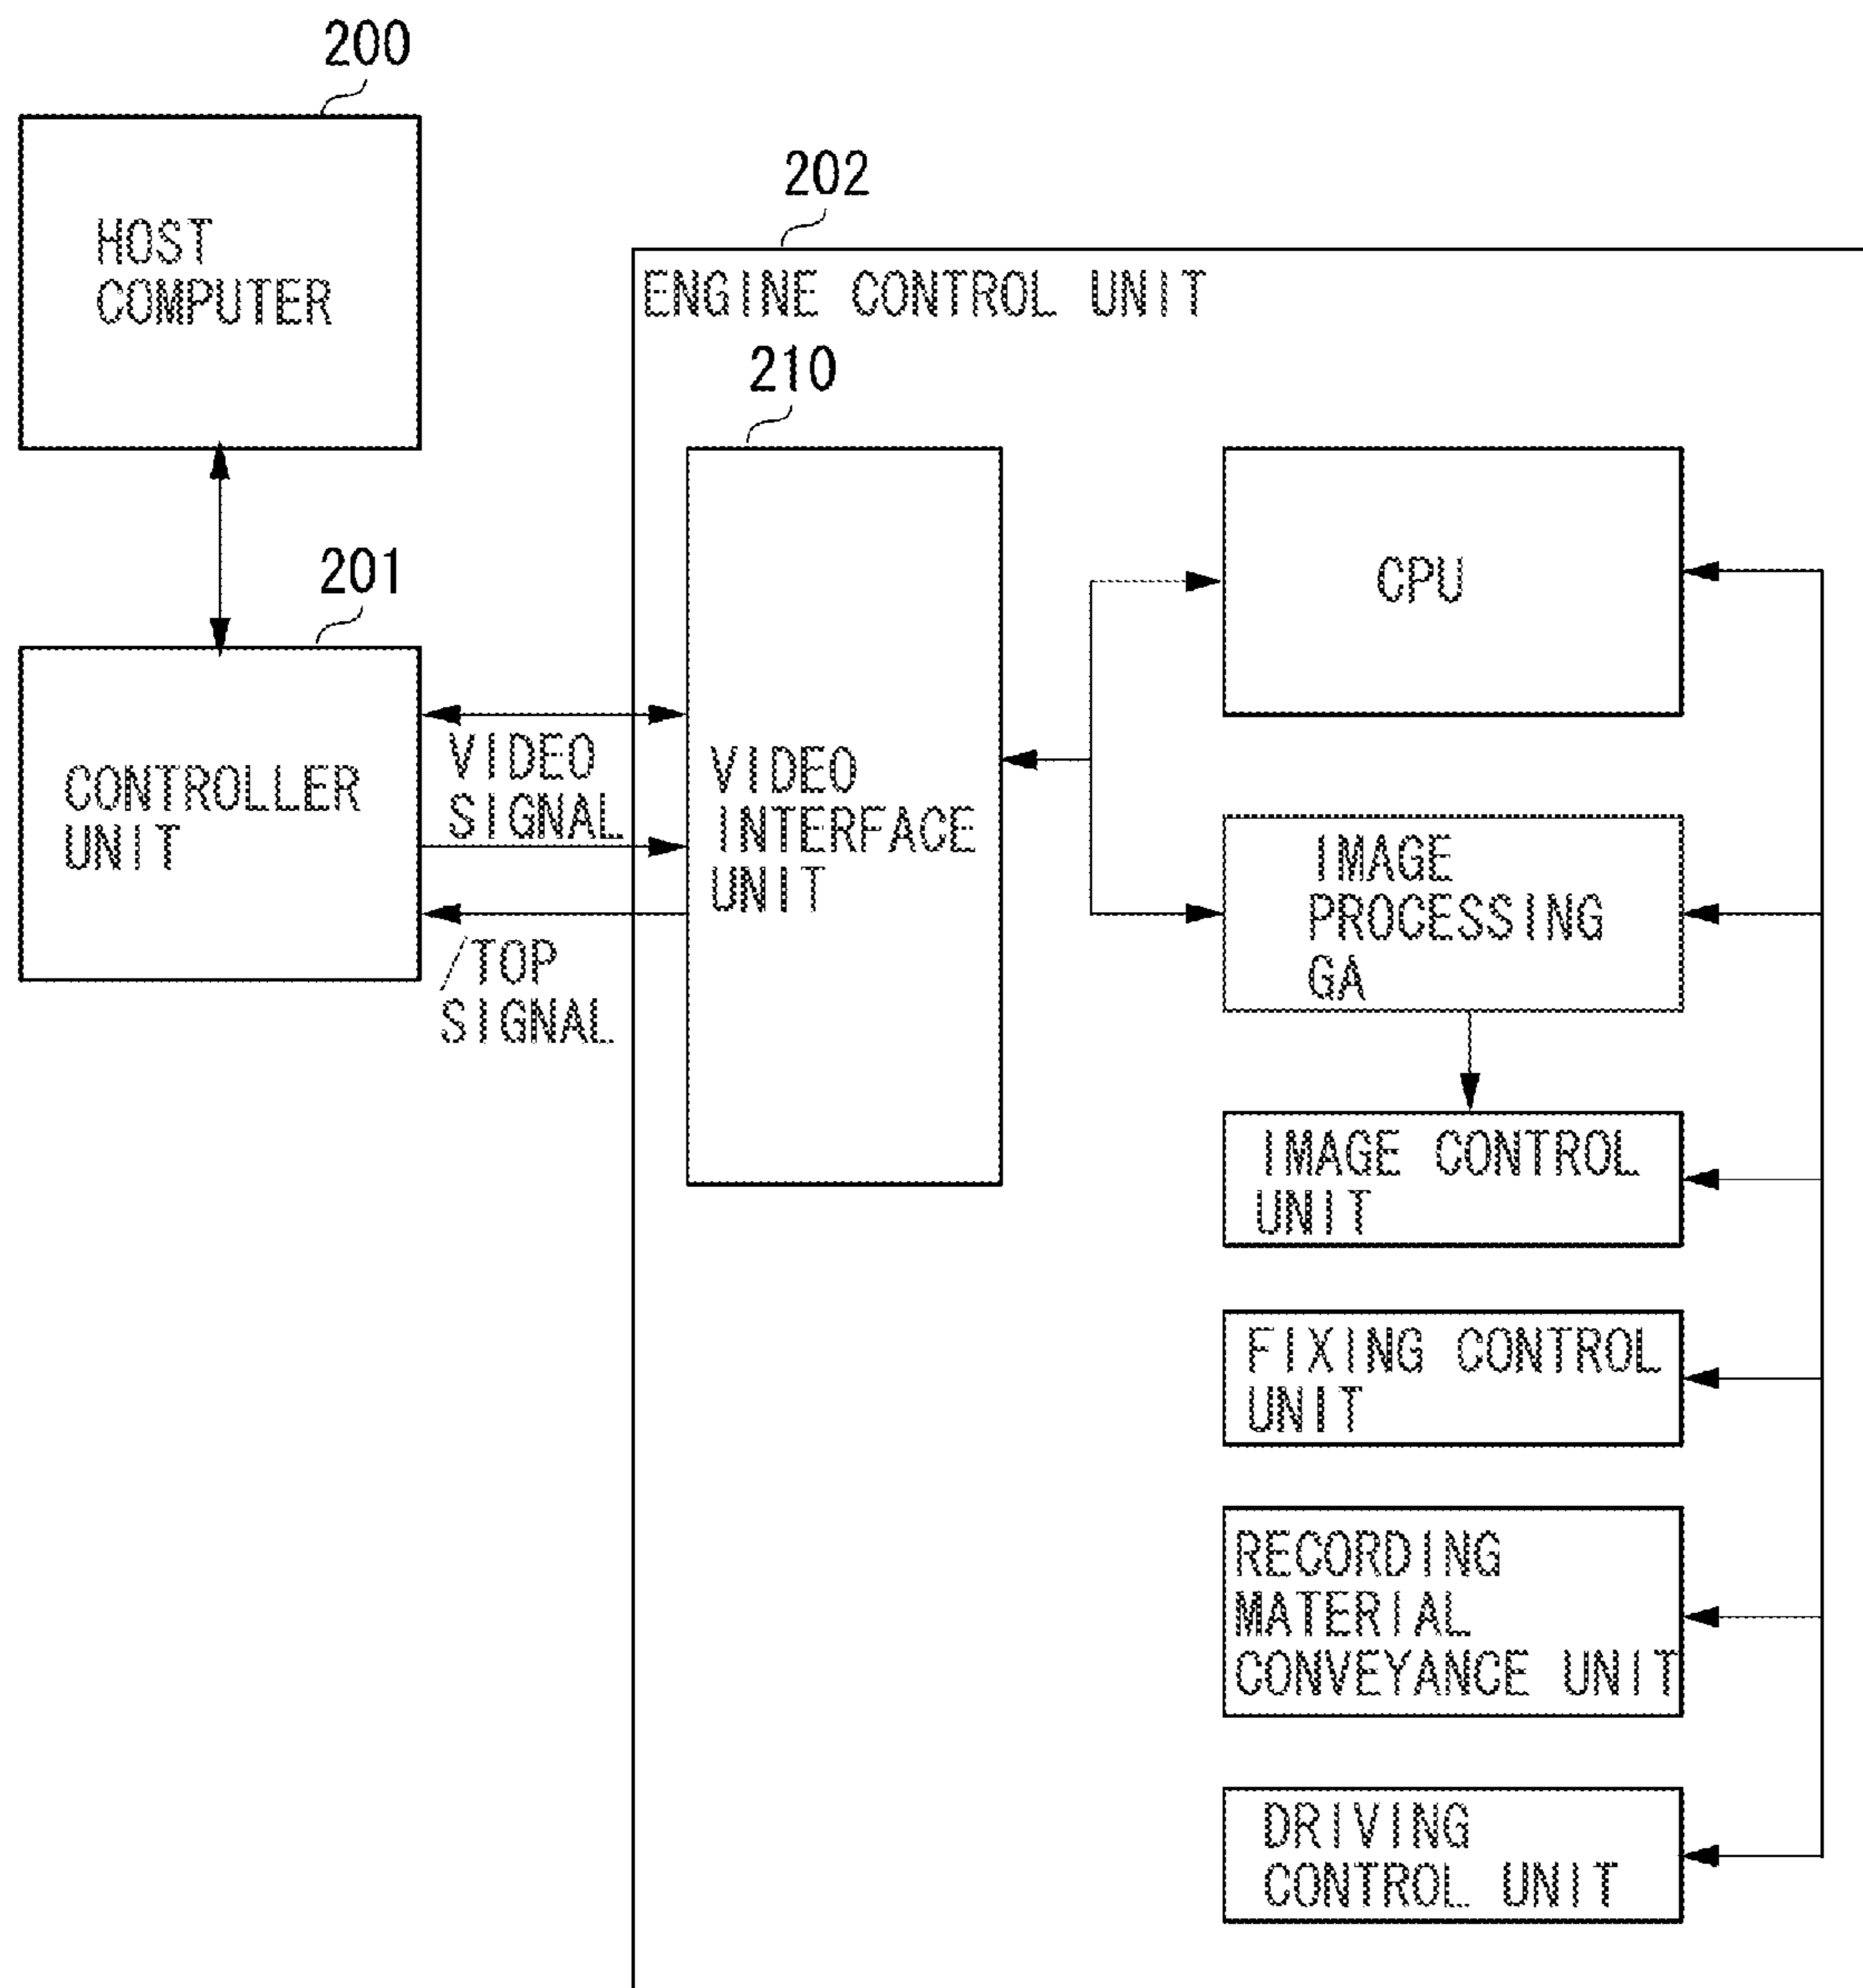 200
HOST
COMPUTER
201
CONTROLLER
UNIT
VIDEO
SIGNAL
/TOP
SIGNAL
202
ENGINE CONTROL UNIT
210
VIDEO
INTERFACE
UNIT
CPU
IMAGE
PROCESSING
GA
IMAGE CONTROL
UNIT
FIXING CONTROL
UNIT
RECORDING
MATERIAL
CONVEYANCE UNIT
DRIVING
CONTROL UNIT